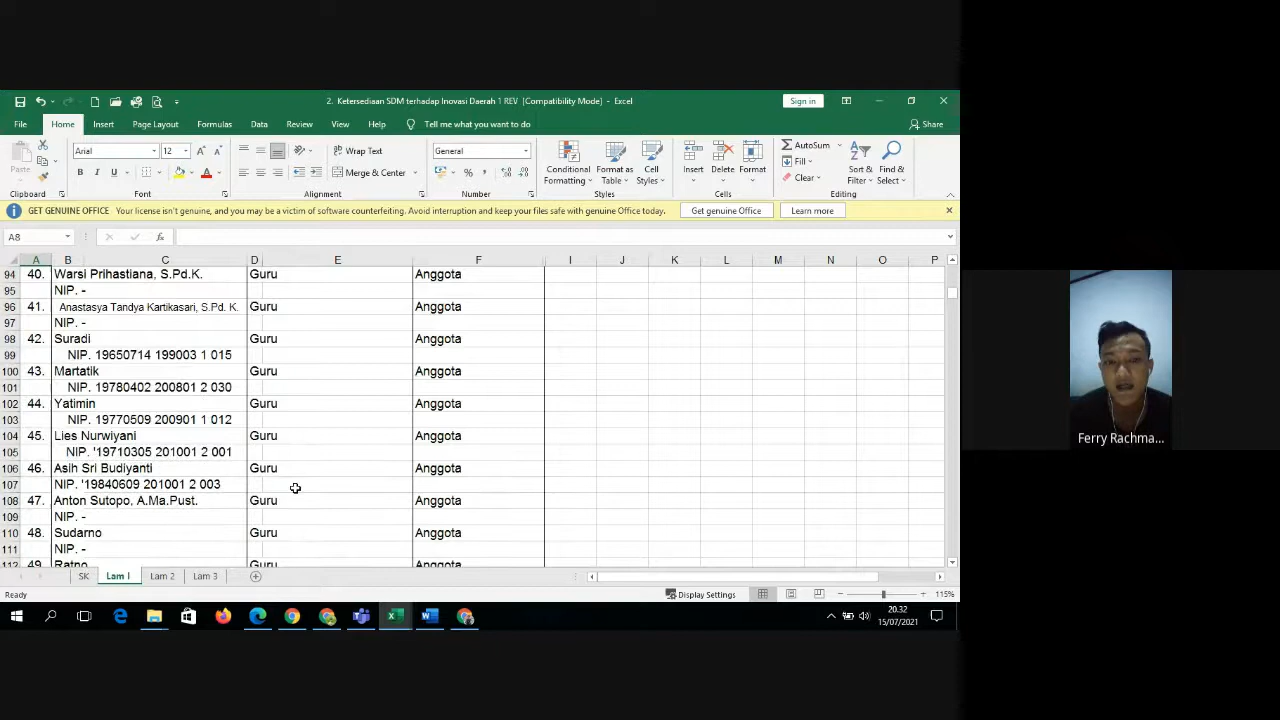 2. Ketersediaan SDM terhadap Inovasi Daerah 1 REV [Compatibility Mode] - Excel
Sign in
File Home Insert Page Layout Formulas Data Review View Help Tell me what you want to do Share
Arial 12 Wrap Text General AutoSum
Paste B I U A Merge & Center % Conditional Formatting Format as Table Cell Styles Insert Delete Format Fill Clear Sort & Filter Find & Select
Clipboard Font Alignment Number Styles Cells Editing
GET GENUINE OFFICE Your license isn't genuine, and you may be a victim of software counterfeiting. Avoid interruption and keep your files safe with genuine Office today. Get genuine Office Learn more
A8 fx
A B C D E F I J K L M N O P
94 40. Warsi Prihastiana, S.Pd.K. Guru Anggota
95 NIP. -
96 41. Anastasya Tandya Kartikasari, S.Pd. K. Guru Anggota
97 NIP. -
98 42. Suradi Guru Anggota
99 NIP. 19650714 199003 1 015
100 43. Martatik Guru Anggota
101 NIP. 19780402 200801 2 030
102 44. Yatimin Guru Anggota
103 NIP. 19770509 200901 1 012
104 45. Lies Nurwiyani Guru Anggota
105 NIP. '19710305 201001 2 001
106 46. Asih Sri Budiyanti Guru Anggota
107 NIP. '19840609 201001 2 003
108 47. Anton Sutopo, A.Ma.Pust. Guru Anggota
109 NIP. -
110 48. Sudarno Guru Anggota
111 NIP. -
112 49. Ratno Guru Anggota
SK Lam I Lam 2 Lam 3
Ready Display Settings 115%
20.32
15/07/2021
Ferry Rachma...